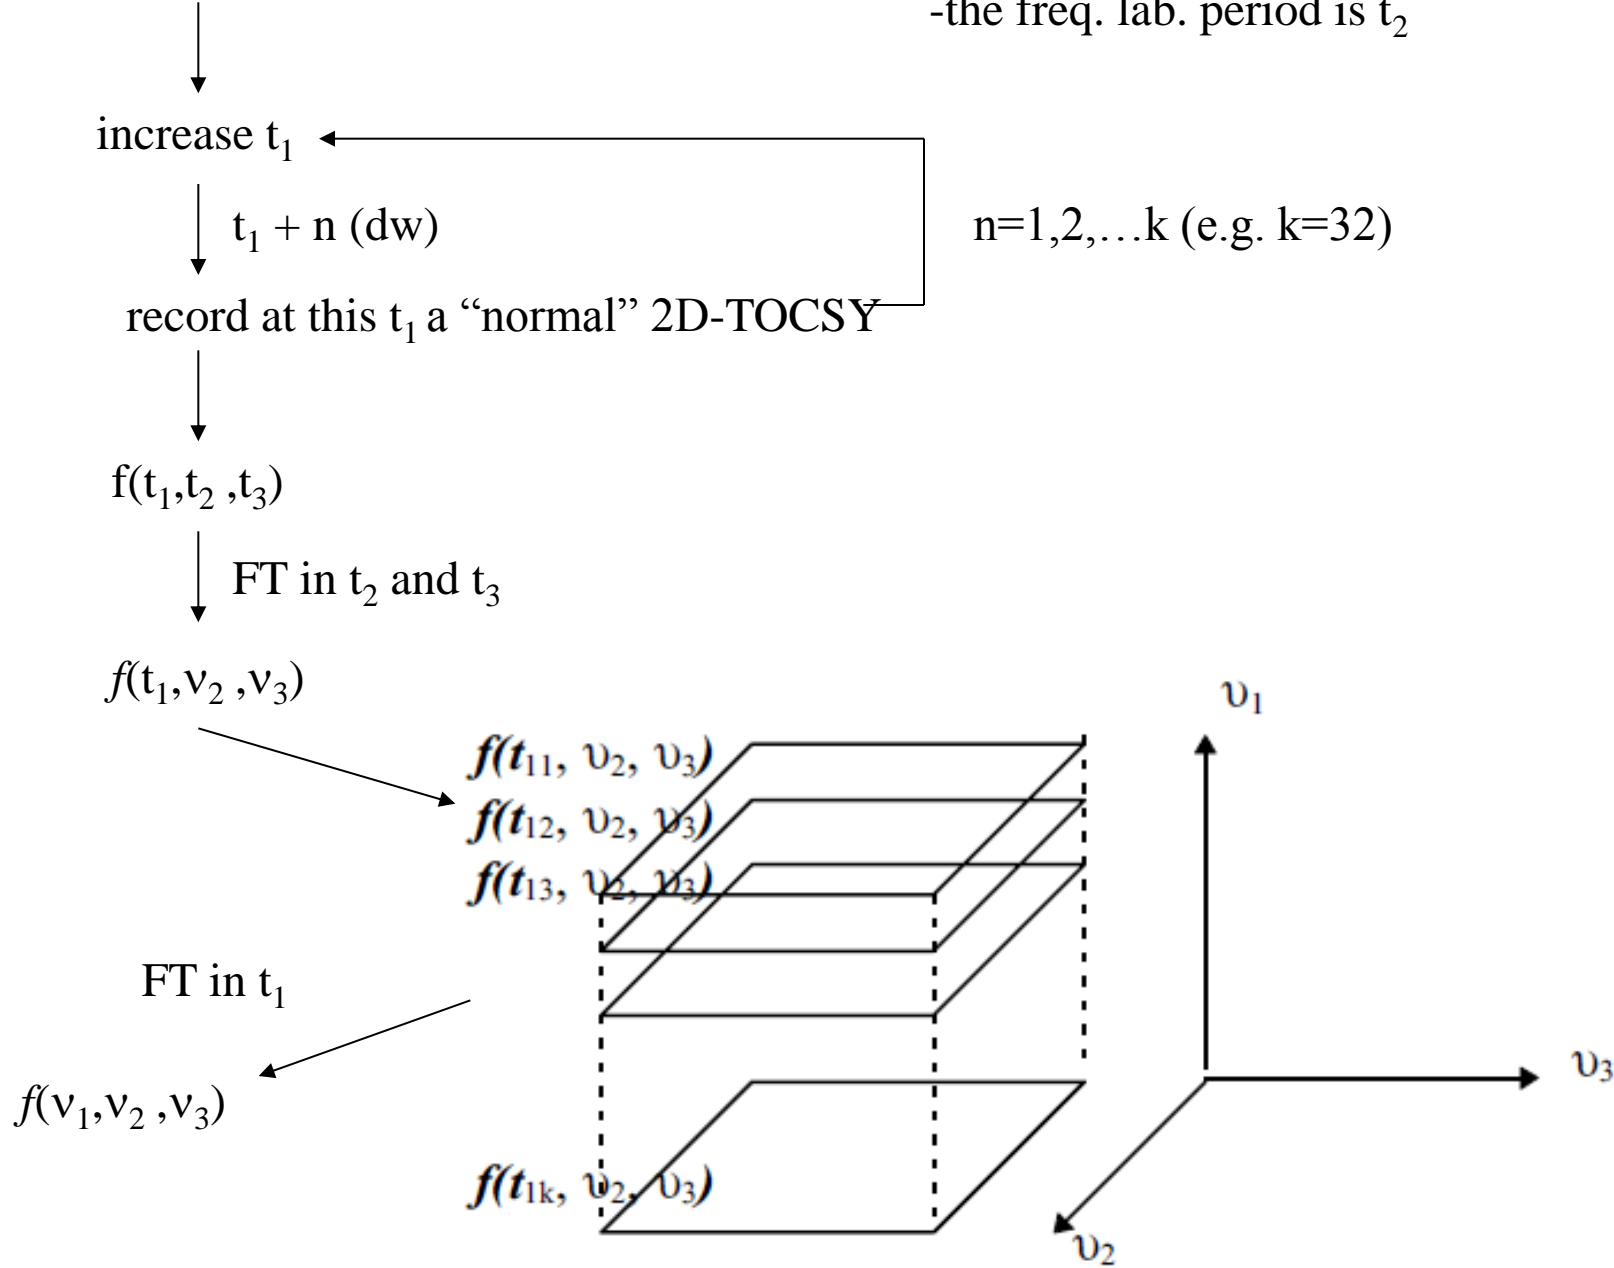 -the freq. lab. period is t₂
increase t₁
t₁ + n (dw)
n=1,2,…k (e.g. k=32)
record at this t₁ a “normal” 2D-TOCSY
f(t₁,t₂ ,t₃)
FT in t₂ and t₃
f(t₁,ν₂ ,ν₃)
υ₁
f(t₁₁, υ₂, υ₃)
f(t₁₂, υ₂, υ₃)
f(t₁₃, υ₂, υ₃)
FT in t₁
υ₃
f(ν₁,ν₂ ,ν₃)
f(t₁ₖ, υ₂, υ₃)
υ₂